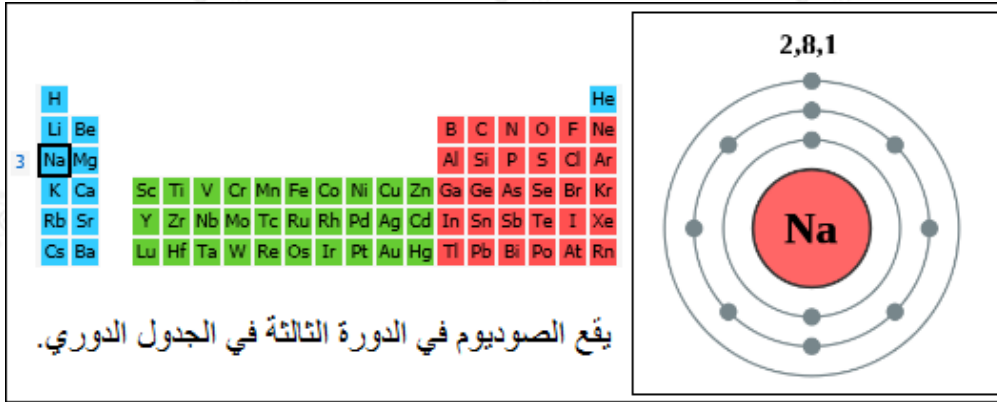 H He
Li Be B C N O F Ne
3 Na Mg Al Si P S Cl Ar
K Ca Sc Ti V Cr Mn Fe Co Ni Cu Zn Ga Ge As Se Br Kr
Rb Sr Y Zr Nb Mo Tc Ru Rh Pd Ag Cd In Sn Sb Te I Xe
Cs Ba Lu Hf Ta W Re Os Ir Pt Au Hg Tl Pb Bi Po At Rn
يقع الصوديوم في الدورة الثالثة في الجدول الدوري.
2,8,1
Na